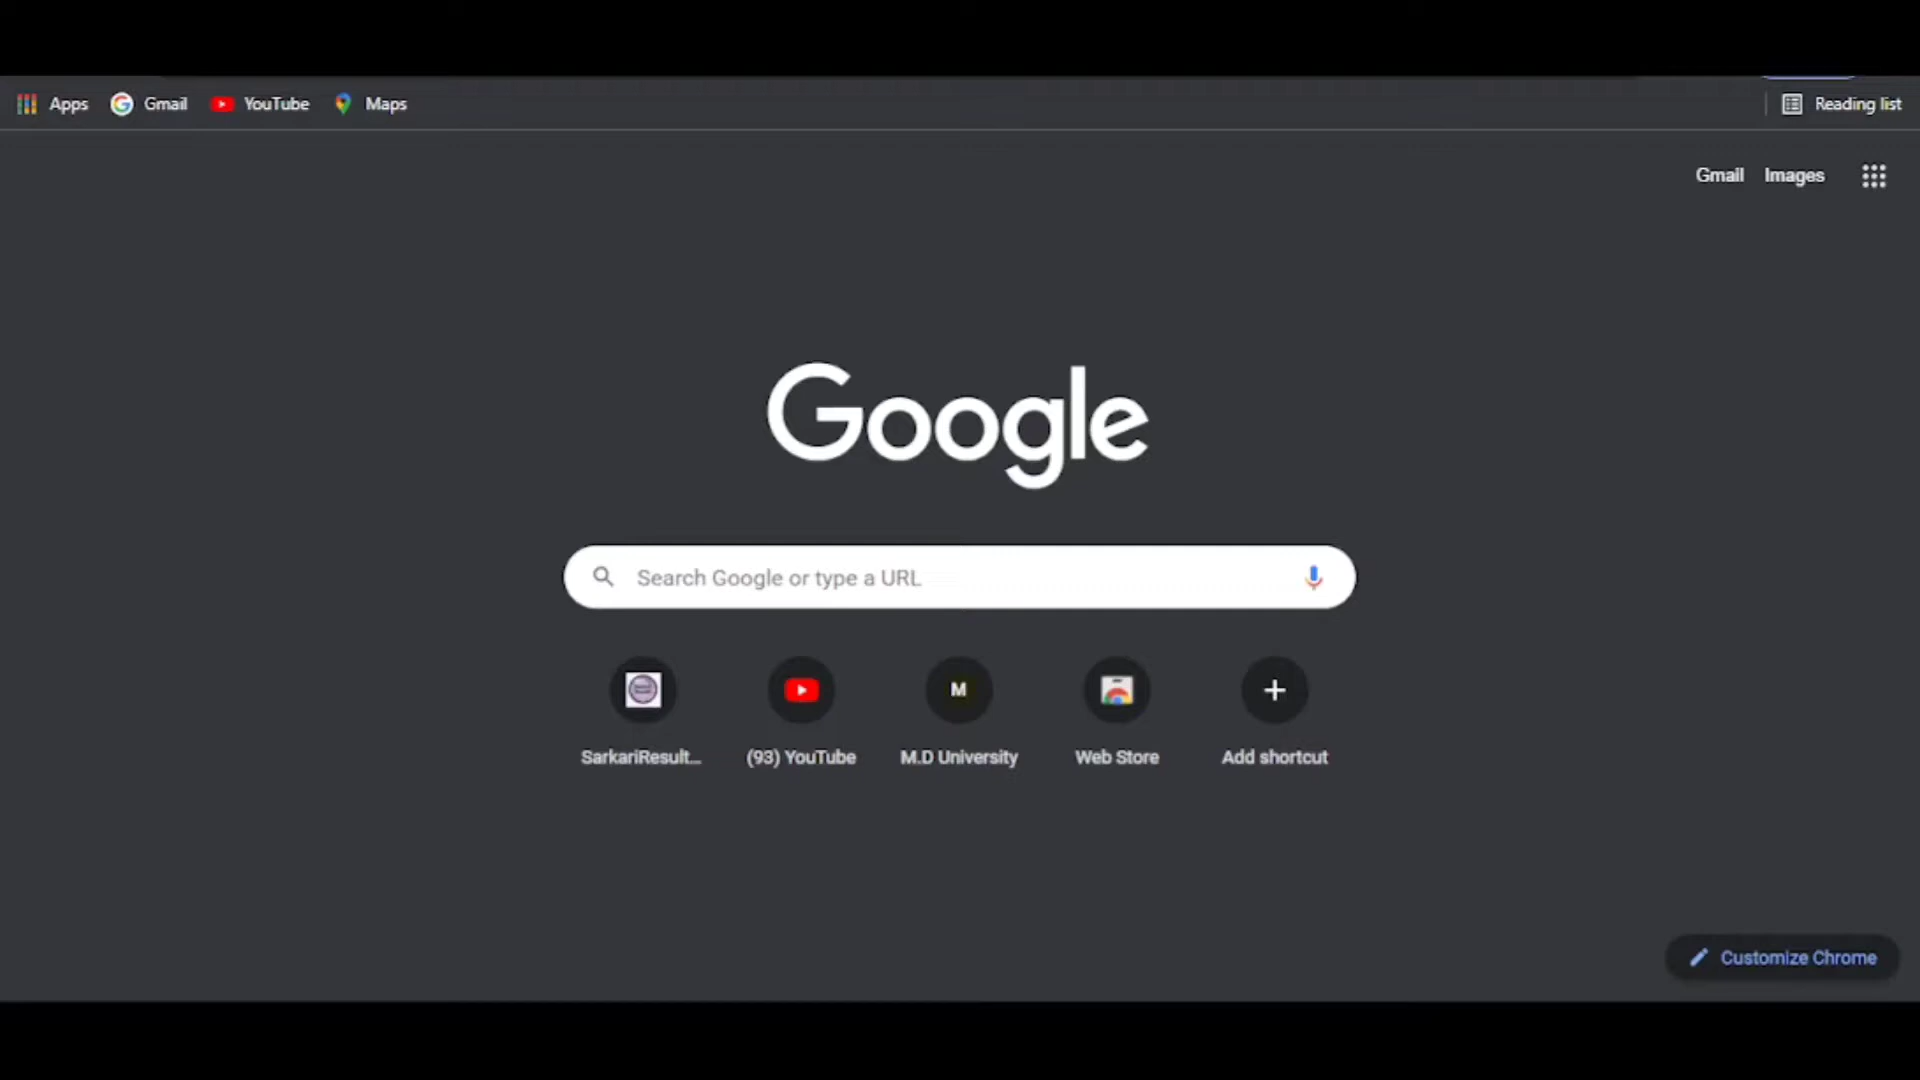 Apps Gmail YouTube Maps Reading list
Gmail Images
Google
Search Google or type a URL
M
SarkariResult... (93) YouTube M.D University Web Store Add shortcut
Customize Chrome